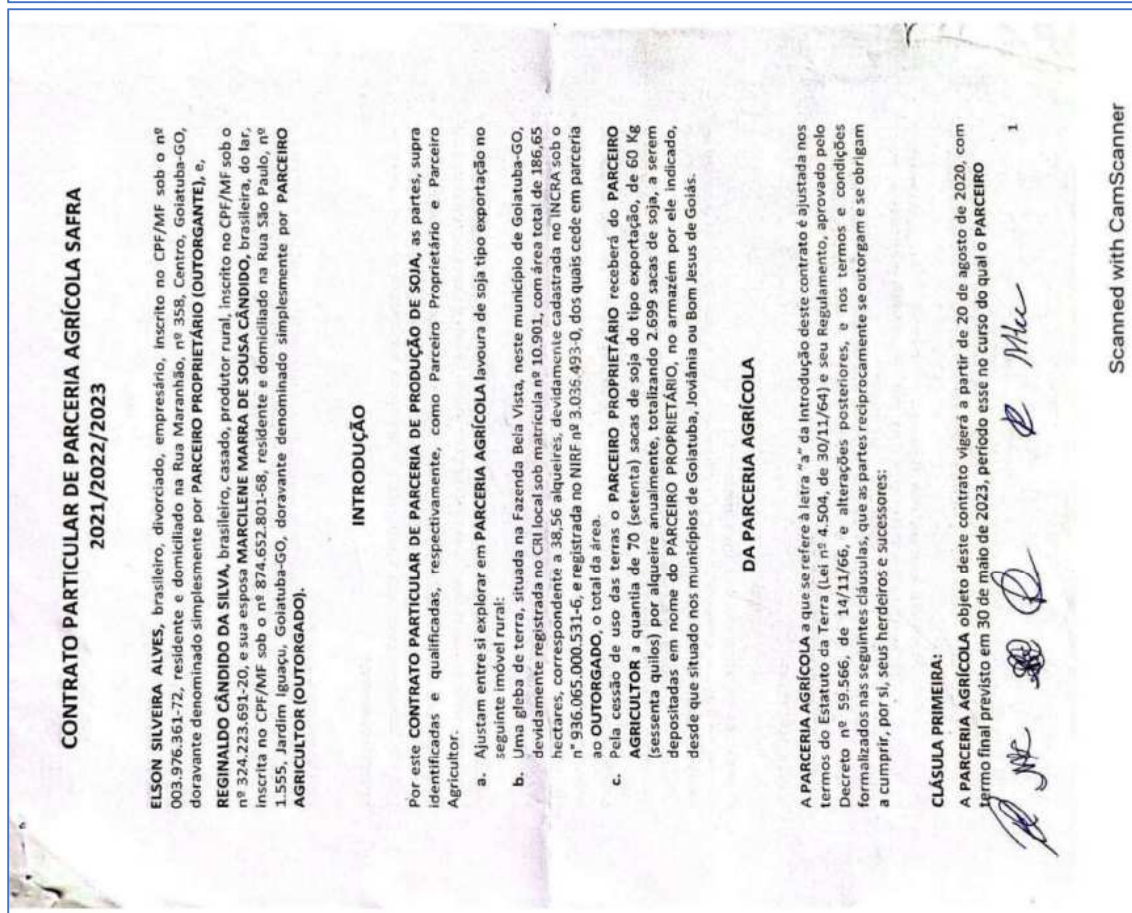 CONTRATO PARTICULAR DE PARCERIA AGRÍCOLA SAFRA
2021/2022/2023
ELSON SILVEIRA ALVES, brasileiro, divorciado, empresário, inscrito no CPF/MF sob o nº
003.976.361-72, residente e domiciliado na Rua Maranhão, nº 358, Centro, Goiatuba-GO,
doravante denominado simplesmente por PARCEIRO PROPRIETÁRIO (OUTORGANTE), e,
REGINALDO CÂNDIDO DA SILVA, brasileiro, casado, produtor rural, inscrito no CPF/MF sob o
nº 324.223.691-20, e sua esposa MARCILENE MARRA DE SOUSA CÂNDIDO, brasileira, do lar,
inscrita no CPF/MF sob o nº 874.652.801-68, residente e domiciliado na Rua São Paulo, nº
1.555, Jardim Iguaçu, Goiatuba-GO, doravante denominado simplesmente por PARCEIRO
AGRICULTOR (OUTORGADO).
INTRODUÇÃO
Por este CONTRATO PARTICULAR DE PARCERIA DE PRODUÇÃO DE SOJA, as partes, supra
identificadas e qualificadas, respectivamente, como Parceiro Proprietário e Parceiro
Agricultor.
a. Ajustam entre si explorar em PARCERIA AGRÍCOLA lavoura de soja tipo exportação no
seguinte imóvel rural:
b. Uma gleba de terra, situada na Fazenda Bela Vista, neste município de Goiatuba-GO,
devidamente registrada no CRI local sob matrícula nº 10.901, com área total de 186,65
hectares, correspondente a 38,56 alqueires, devidamente cadastrada no INCRA sob o
n° 936.065.000.531-6, e registrada no NIRF nº 3.036.493-0, dos quais cede em parceria
ao OUTORGADO, o total da área.
c. Pela cessão de uso das terras o PARCEIRO PROPRIETÁRIO receberá do PARCEIRO
AGRICULTOR a quantia de 70 (setenta) sacas de soja do tipo exportação, de 60 Kg
(sessenta quilos) por alqueire anualmente, totalizando 2.699 sacas de soja, a serem
depositadas em nome do PARCEIRO PROPRIETÁRIO, no armazém por ele indicado,
desde que situado nos municípios de Goiatuba, Joviânia ou Bom Jesus de Goiás.
DA PARCERIA AGRÍCOLA
A PARCERIA AGRÍCOLA a que se refere à letra "a" da Introdução deste contrato é ajustada nos
termos do Estatuto da Terra (Lei nº 4.504, de 30/11/64) e seu Regulamento, aprovado pelo
Decreto nº 59.566, de 14/11/66, e alterações posteriores, e nos termos e condições
formalizados nas seguintes cláusulas, que as partes reciprocamente se outorgam e se obrigam
a cumprir, por si, seus herdeiros e sucessores:
CLÁSULA PRIMEIRA:
A PARCERIA AGRÍCOLA objeto deste contrato vigerá a partir de 20 de agosto de 2020, com
termo final previsto em 30 de maio de 2023, período esse no curso do qual o PARCEIRO
1
Scanned with CamScanner